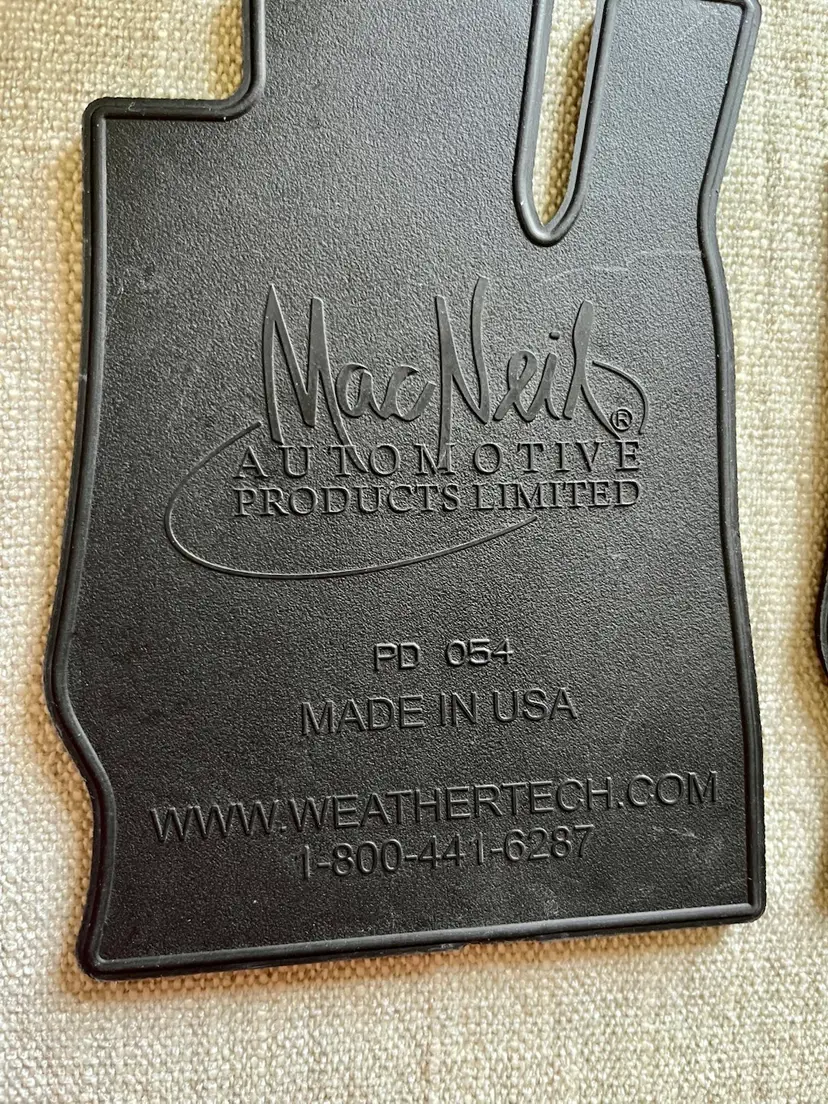 MacNeil®
AUTOMOTIVE
PRODUCTS LIMITED
PD 054
MADE IN USA
WWW.WEATHERTECH.COM
1-800-441-6287